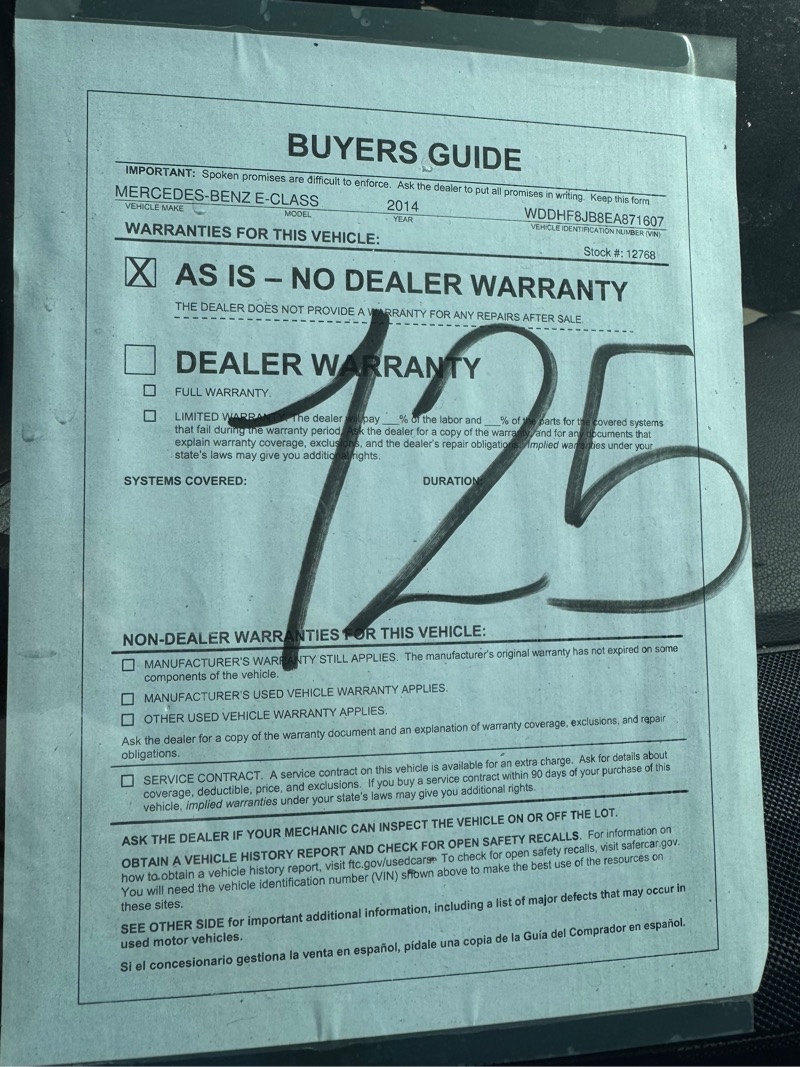 BUYERS GUIDE
IMPORTANT: Spoken promises are difficult to enforce. Ask the dealer to put all promises in writing. Keep this form
MERCEDES-BENZ E-CLASS 2014 WDDHF8JB8EA871607
VEHICLE MAKE MODEL YEAR VEHICLE IDENTIFICATION NUMBER (VIN)
WARRANTIES FOR THIS VEHICLE:
Stock #: 12768
X AS IS – NO DEALER WARRANTY
THE DEALER DOES NOT PROVIDE A WARRANTY FOR ANY REPAIRS AFTER SALE.
DEALER WARRANTY
FULL WARRANTY.
LIMITED WARRANTY. The dealer will pay ___% of the labor and ___% of the parts for the covered systems
that fail during the warranty period. Ask the dealer for a copy of the warranty, and for any documents that
explain warranty coverage, exclusions, and the dealer's repair obligations. Implied warranties under your
state's laws may give you additional rights.
SYSTEMS COVERED: DURATION:
125
NON-DEALER WARRANTIES FOR THIS VEHICLE:
MANUFACTURER'S WARRANTY STILL APPLIES. The manufacturer's original warranty has not expired on some
components of the vehicle.
MANUFACTURER'S USED VEHICLE WARRANTY APPLIES.
OTHER USED VEHICLE WARRANTY APPLIES.
Ask the dealer for a copy of the warranty document and an explanation of warranty coverage, exclusions, and repair
obligations.
SERVICE CONTRACT. A service contract on this vehicle is available for an extra charge. Ask for details about
coverage, deductible, price, and exclusions. If you buy a service contract within 90 days of your purchase of this
vehicle, implied warranties under your state's laws may give you additional rights.
ASK THE DEALER IF YOUR MECHANIC CAN INSPECT THE VEHICLE ON OR OFF THE LOT.
OBTAIN A VEHICLE HISTORY REPORT AND CHECK FOR OPEN SAFETY RECALLS. For information on
how to obtain a vehicle history report, visit ftc.gov/usedcars. To check for open safety recalls, visit safercar.gov.
You will need the vehicle identification number (VIN) shown above to make the best use of the resources on
these sites.
SEE OTHER SIDE for important additional information, including a list of major defects that may occur in
used motor vehicles.
Si el concesionario gestiona la venta en español, pídale una copia de la Guía del Comprador en español.